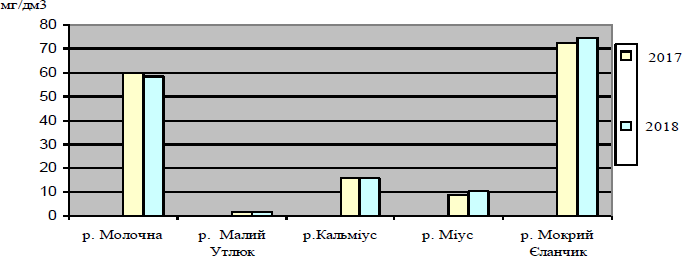 мг/дм3
80
70
60
50
40
30
20
10
0
р. Молочна
р. Малий
Утлюк
р.Кальміус
р. Міус
р. Мокрий
Єланчик
2017
2018